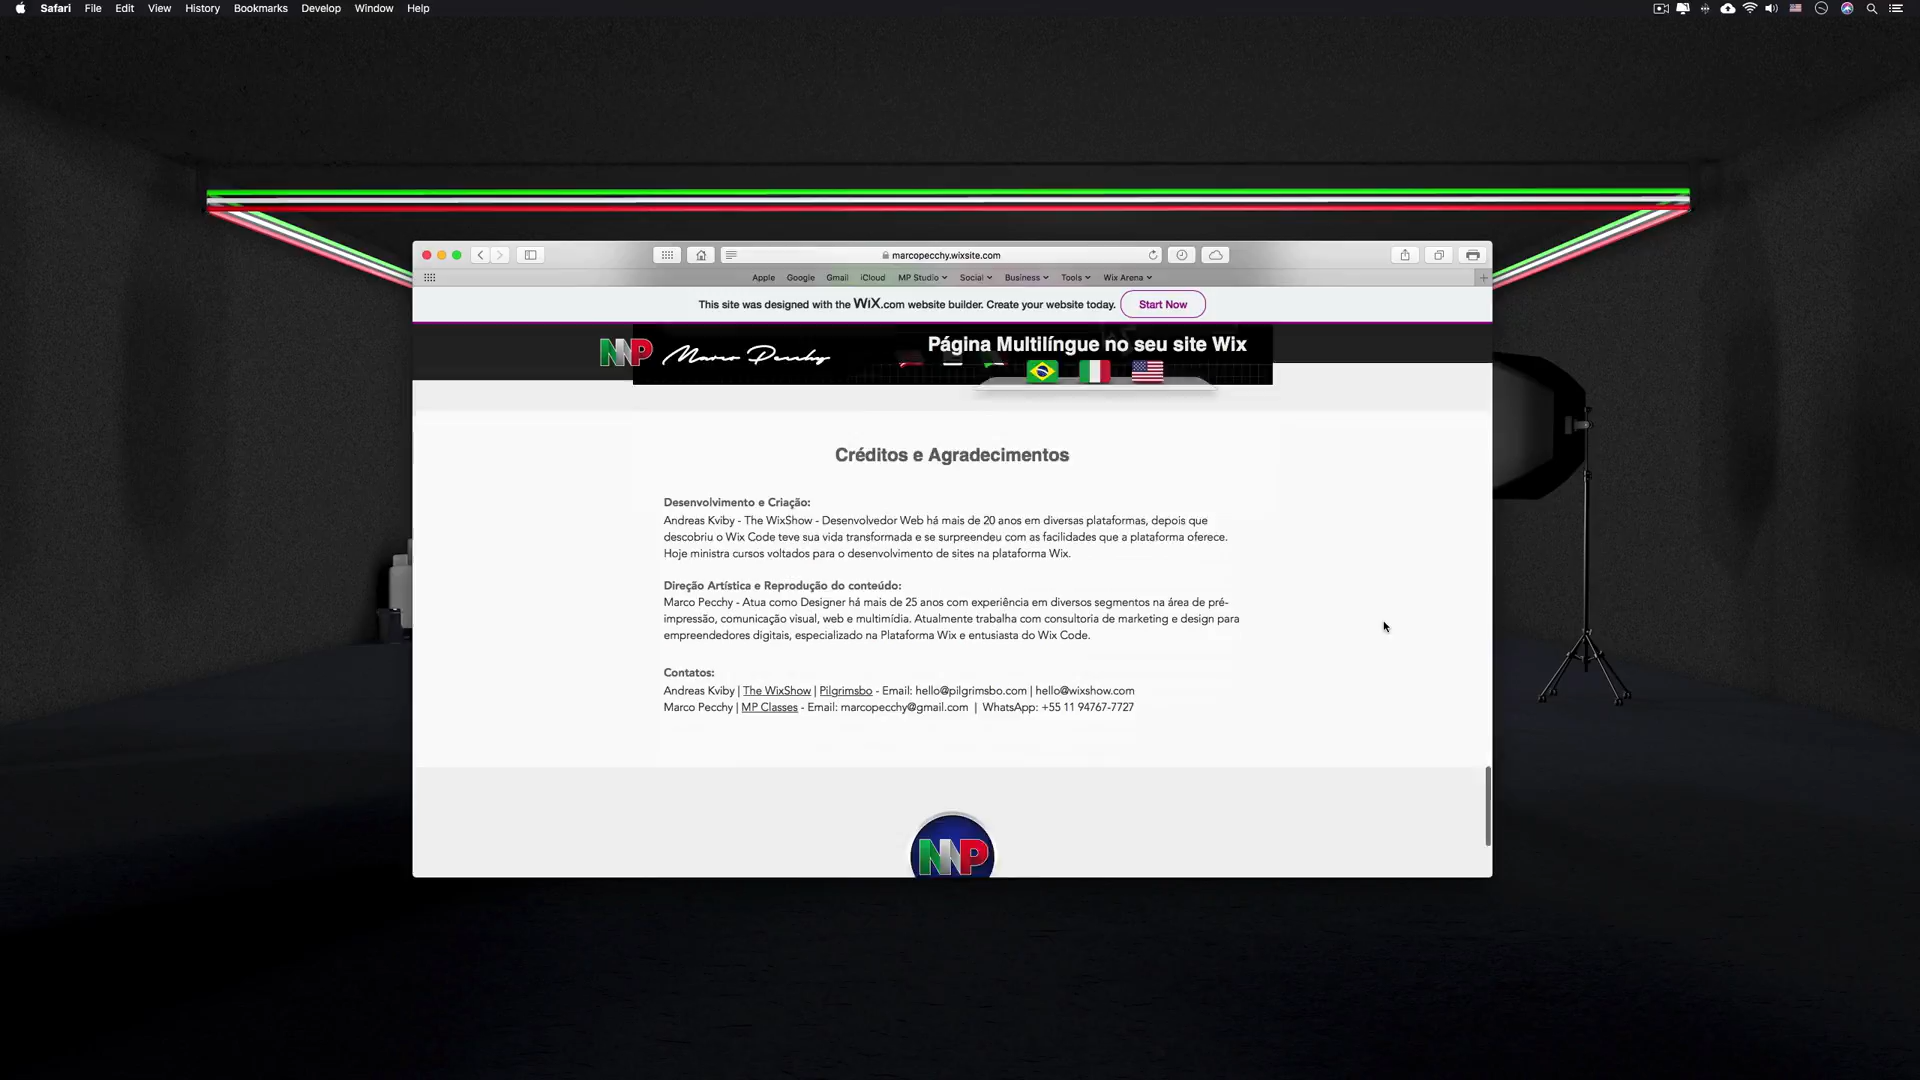 Safari File Edit View History Bookmarks Develop Window Help
marcopecchy.wixsite.com
Apple Google Gmail iCloud MP Studio Social Business Tools Wix Arena
This site was designed with the WiX.com website builder. Create your website today. Start Now
NNP Marco Pecchy
Página Multilíngue no seu site Wix
Créditos e Agradecimentos
Desenvolvimento e Criação:
Andreas Kviby - The WixShow - Desenvolvedor Web há mais de 20 anos em diversas plataformas, depois que
descobriu o Wix Code teve sua vida transformada e se surpreendeu com as facilidades que a plataforma oferece.
Hoje ministra cursos voltados para o desenvolvimento de sites na plataforma Wix.
Direção Artística e Reprodução do conteúdo:
Marco Pecchy - Atua como Designer há mais de 25 anos com experiência em diversos segmentos na área de pré-
impressão, comunicação visual, web e multimídia. Atualmente trabalha com consultoria de marketing e design para
empreendedores digitais, especializado na Plataforma Wix e entusiasta do Wix Code.
Contatos:
Andreas Kviby | The WixShow | Pilgrimsbo - Email: hello@pilgrimsbo.com | hello@wixshow.com
Marco Pecchy | MP Classes - Email: marcopecchy@gmail.com | WhatsApp: +55 11 94767-7727
NNP